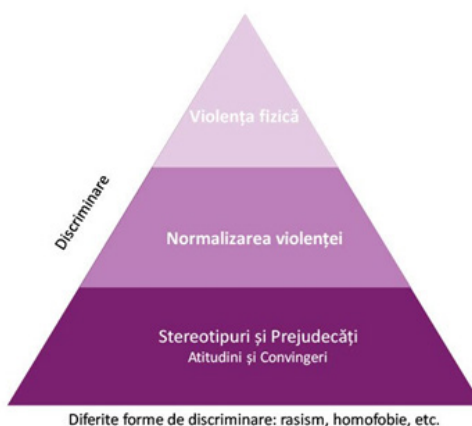 Violența fizică
Discriminare
Normalizarea violenței
Stereotipuri și Prejudecăți
Atitudini și Convingeri
Diferite forme de discriminare: rasism, homofobie, etc.